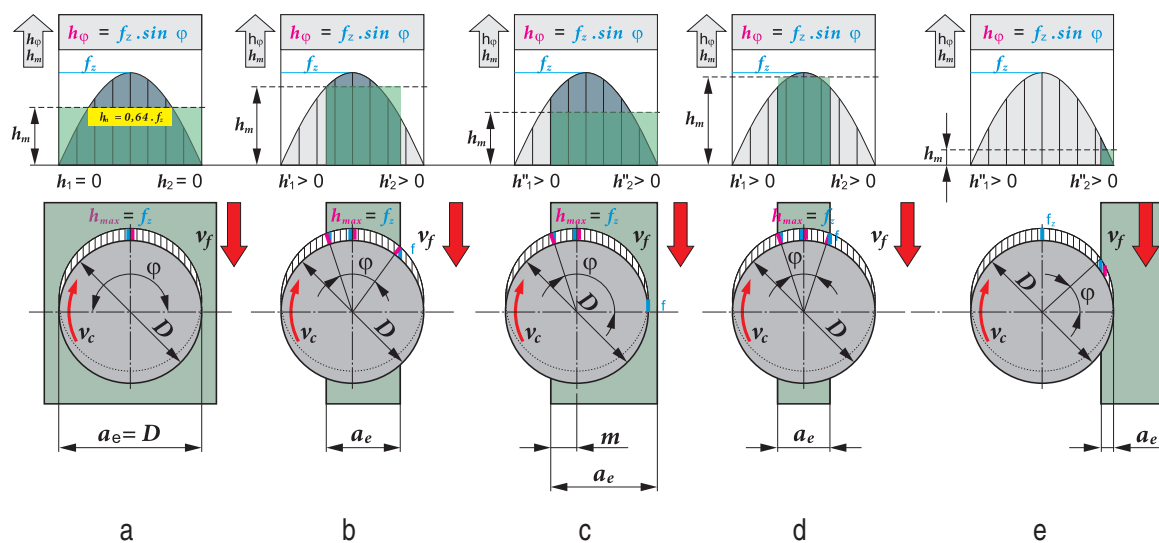 hφ hm hφ = fz . sin φ
hφ hm hφ = fz . sin φ
hφ hm hφ = fz . sin φ
hφ hm hφ = fz . sin φ
hφ hm hφ = fz . sin φ
fz fz fz fz fz
hm hm = 0,64 . fz hm hm hm hm
h1 = 0 h2 = 0 h'1 > 0 h'2 > 0 h"1 > 0 h"2 > 0 h'1 > 0 h'2 > 0 h"1 > 0 h"2 > 0
hmax = fz hmax = fz hmax = fz hmax = fz fz
vf vf vf vf vf
f f f
φ φ φ φ φ
D D D D D
vc vc vc vc vc
ae = D ae m ae ae
ae
a b c d e